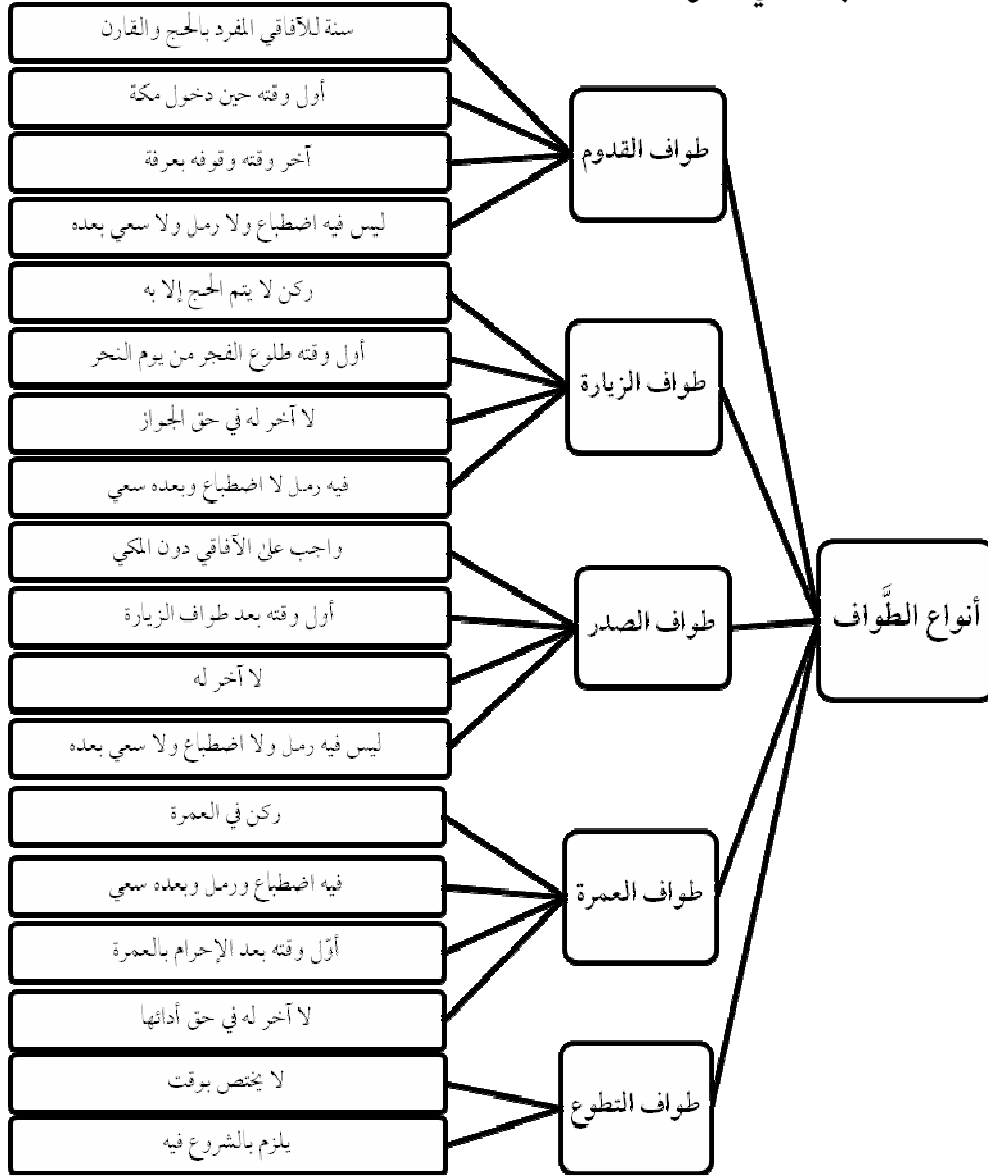 أنواع الطَّواف
طواف القدوم
سنة للآفاقي المفرد بالحج والقارن
أول وقته حين دخول مكة
آخر وقته وقوفه بعرفة
ليس فيه اضطباع ولا رمل ولا سعي بعده
طواف الزيارة
ركن لا يتم الحج إلا به
أول وقته طلوع الفجر من يوم النحر
لا آخر له في حق الجواز
فيه رمل لا اضطباع وبعده سعي
طواف الصدر
واجب على الآفاقي دون المكي
أول وقته بعد طواف الزيارة
لا آخر له
ليس فيه رمل ولا اضطباع ولا سعي بعده
طواف العمرة
ركن في العمرة
فيه اضطباع ورمل وبعده سعي
أوّل وقته بعد الإحرام بالعمرة
لا آخر له في حق أدائها
طواف التطوع
لا يختص بوقت
يلزم بالشروع فيه